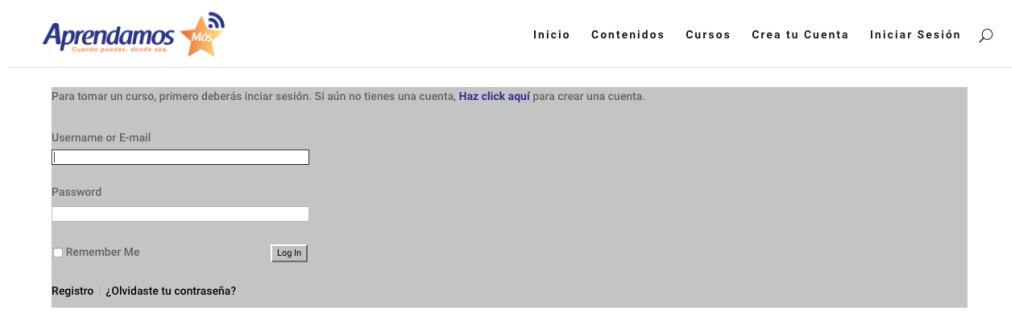 Aprendamos Más
Cuando puedas, donde sea.
Inicio Contenidos Cursos Crea tu Cuenta Iniciar Sesión
Para tomar un curso, primero deberás inciar sesión. Si aún no tienes una cuenta, Haz click aquí para crear una cuenta.
Username or E-mail
Password
Remember Me Log In
Registro ¿Olvidaste tu contraseña?